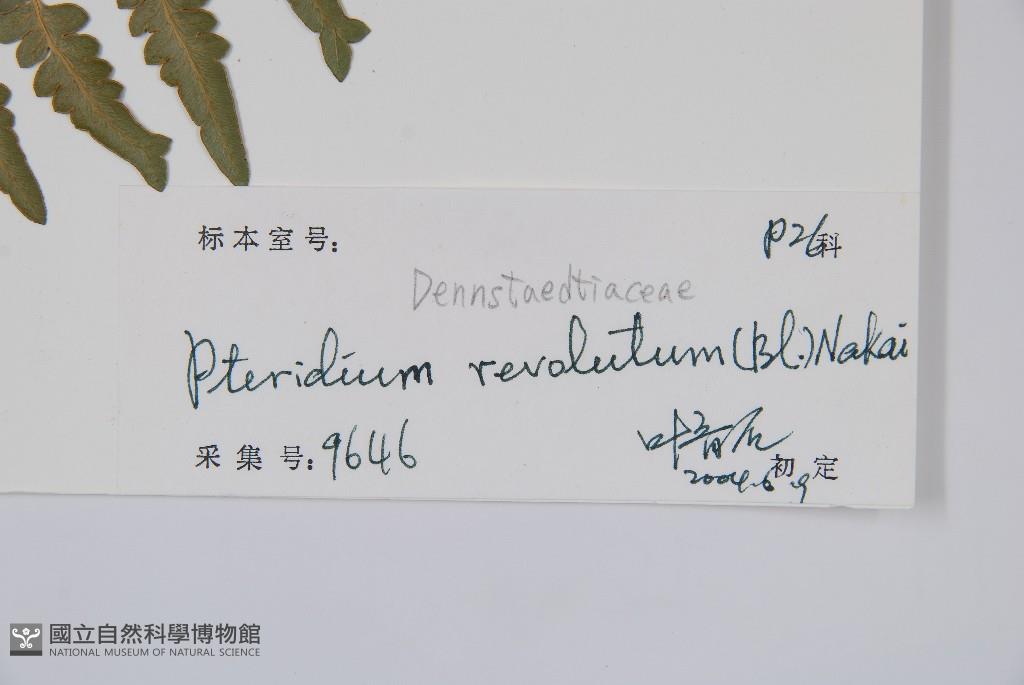 标本室号: P26科
Dennstaedtiaceae
Pteridium revolutum (Bl.) Nakai
采集号: 9646
2004.6.9 初定
國立自然科學博物館
NATIONAL MUSEUM OF NATURAL SCIENCE